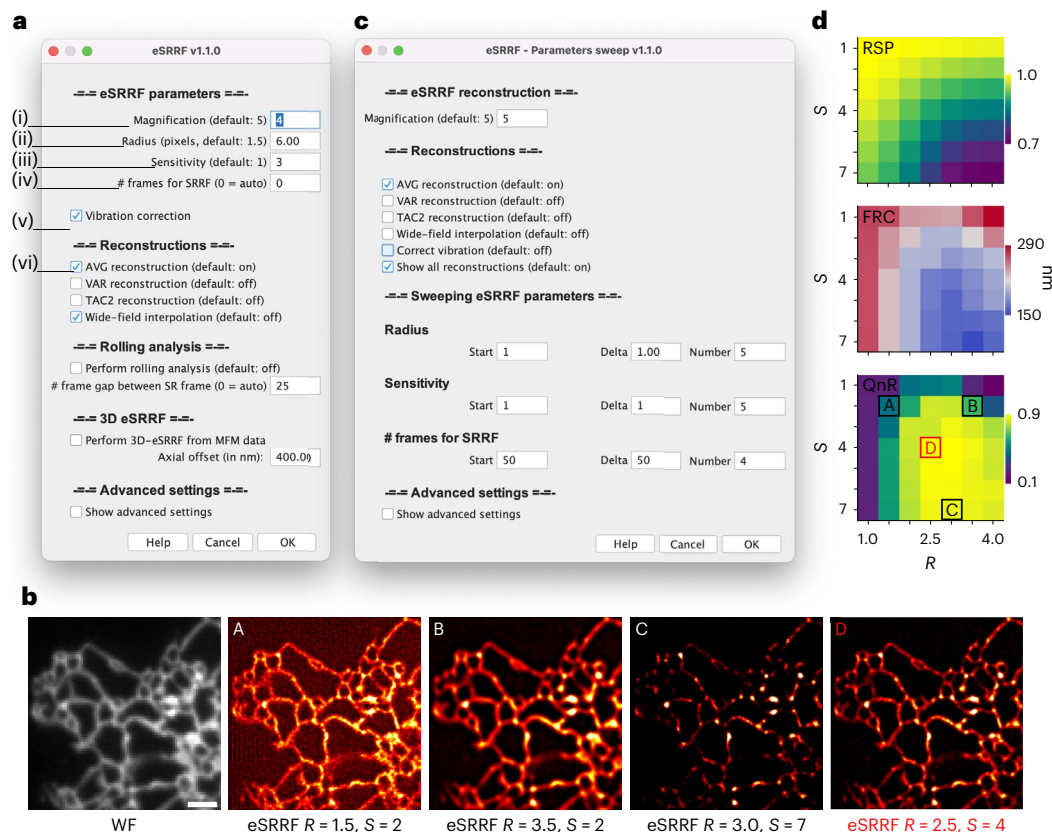 a
eSRRF v1.1.0
-=-= eSRRF parameters =-=-
(i) Magnification (default: 5) 4
(ii) Radius (pixels, default: 1.5) 6.00
(iii) Sensitivity (default: 1) 3
(iv) # frames for SRRF (0 = auto) 0
(v) Vibration correction
-=-= Reconstructions =-=-
(vi) AVG reconstruction (default: on)
VAR reconstruction (default: off)
TAC2 reconstruction (default: off)
Wide-field interpolation (default: off)
-=-= Rolling analysis =-=-
Perform rolling analysis (default: off)
# frame gap between SR frame (0 = auto) 25
-=-= 3D eSRRF =-=-
Perform 3D-eSRRF from MFM data
Axial offset (in nm): 400.00
-=-= Advanced settings =-=-
Show advanced settings
Help Cancel OK
c
eSRRF - Parameters sweep v1.1.0
-=-= eSRRF reconstruction =-=-
Magnification (default: 5) 5
-=-= Reconstructions =-=-
AVG reconstruction (default: on)
VAR reconstruction (default: off)
TAC2 reconstruction (default: off)
Wide-field interpolation (default: off)
Correct vibration (default: off)
Show all reconstructions (default: on)
-=-= Sweeping eSRRF parameters =-=-
Radius
Start 1 Delta 1.00 Number 5
Sensitivity
Start 1 Delta 1 Number 5
# frames for SRRF
Start 50 Delta 50 Number 4
-=-= Advanced settings =-=-
Show advanced settings
Help Cancel OK
d
RSP
1
4
7
S
1.0
0.7
FRC
1
4
7
S
290
150
nm
QnR
1
4
7
S
A
B
D
C
0.9
0.1
1.0 2.5 4.0
R
b
A
B
C
D
WF
eSRRF R = 1.5, S = 2
eSRRF R = 3.5, S = 2
eSRRF R = 3.0, S = 7
eSRRF R = 2.5, S = 4